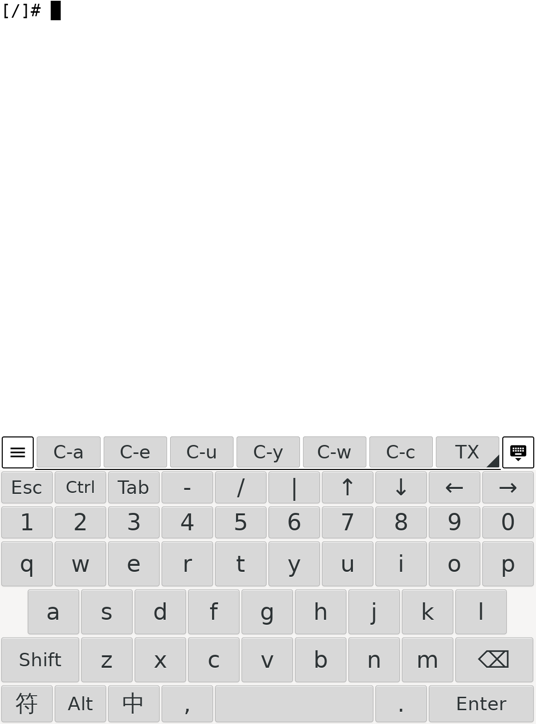 [/]#
C-a C-e C-u C-y C-w C-c TX
Esc Ctrl Tab - / | ↑ ↓ ← →
1 2 3 4 5 6 7 8 9 0
q w e r t y u i o p
a s d f g h j k l
Shift z x c v b n m ⌫
符 Alt 中 , . Enter